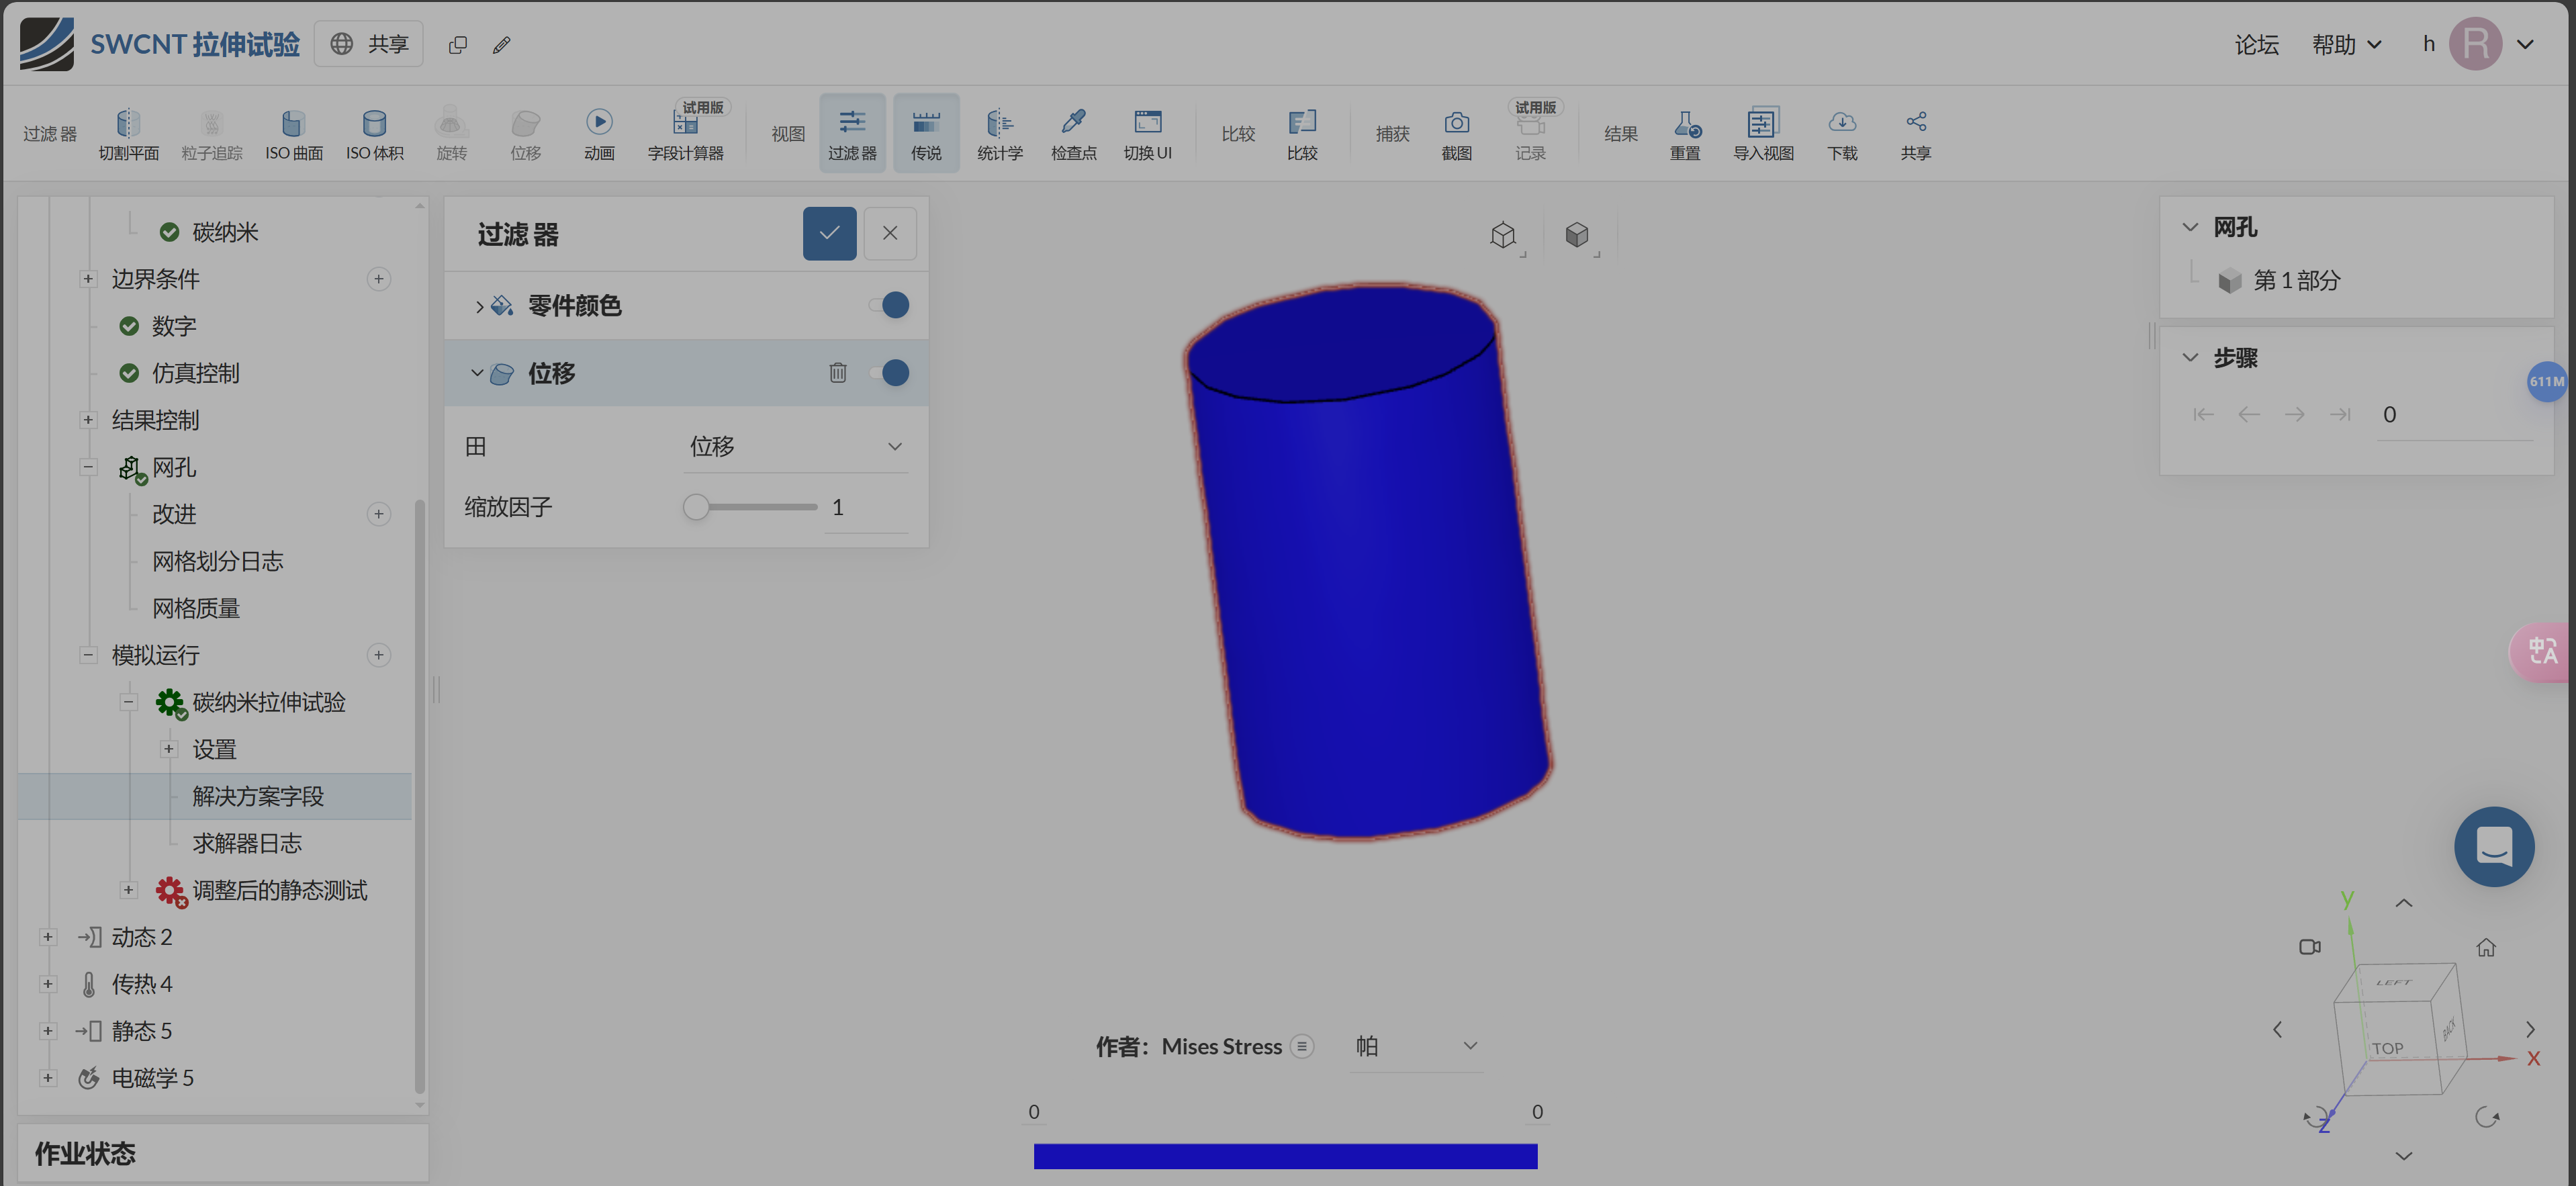 SWCNT 拉伸试验
共享
论坛
帮助
h
R
过滤器
切割平面
粒子追踪
ISO 曲面
ISO 体积
旋转
位移
动画
试用版
字段计算器
视图
过滤器
传说
统计学
检查点
切换 UI
比较
比较
捕获
截图
试用版
记录
结果
重置
导入视图
下载
共享
碳纳米
边界条件
数字
仿真控制
结果控制
网孔
改进
网格划分日志
网格质量
模拟运行
碳纳米拉伸试验
设置
解决方案字段
求解器日志
调整后的静态测试
动态 2
传热 4
静态 5
电磁学 5
作业状态
过滤器
零件颜色
位移
田
位移
缩放因子
1
网孔
第 1 部分
步骤
0
611M
中A
作者：Mises Stress
帕
0
0
y
LEFT
BACK
TOP
x
z